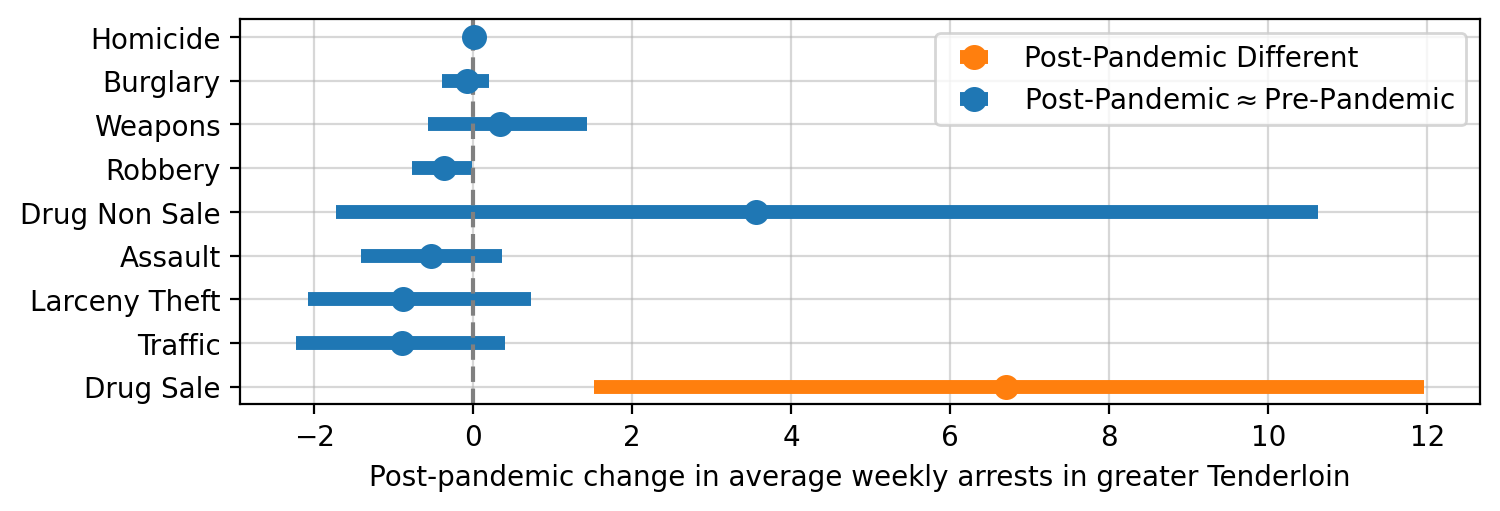 Homicide
Burglary
Weapons
Robbery
Drug Non Sale
Assault
Larceny Theft
Traffic
Drug Sale
Post-Pandemic Different
Post-Pandemic ≈ Pre-Pandemic
−2 0 2 4 6 8 10 12
Post-pandemic change in average weekly arrests in greater Tenderloin